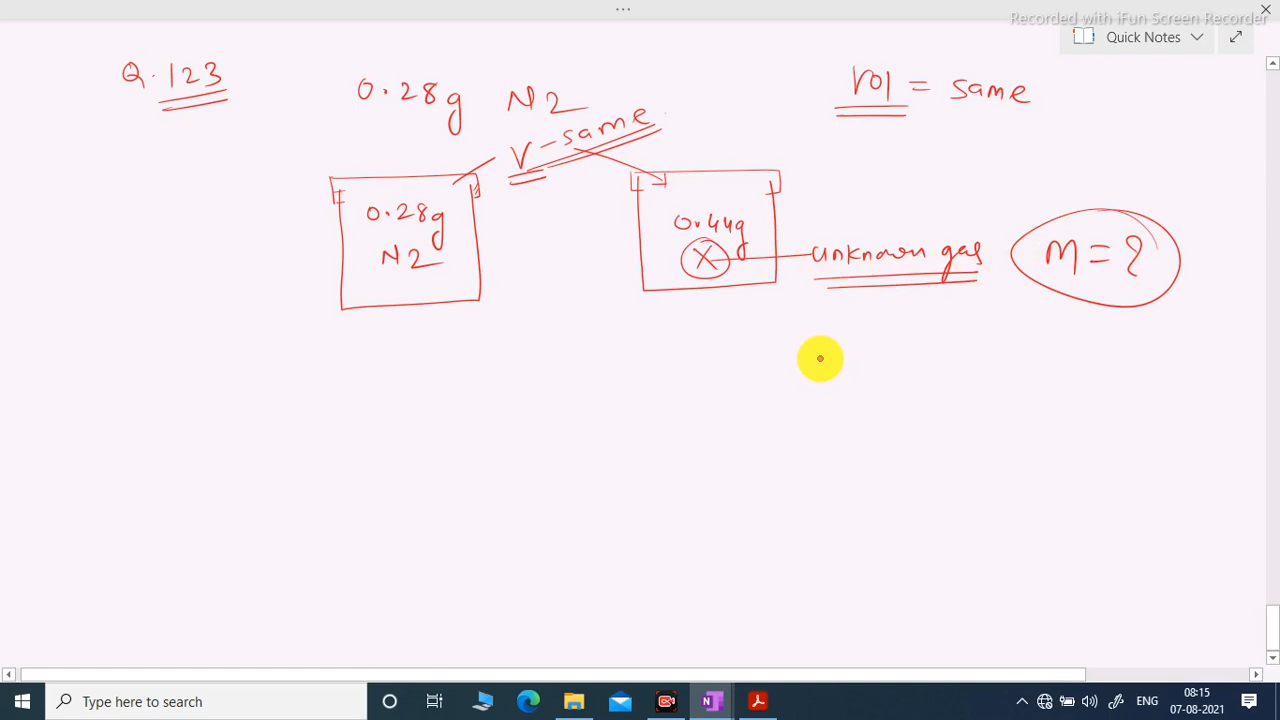 ...
Recorded with iFun Screen Recorder
Quick Notes
Q.123
0.28g N2
Vol = same
V-same
0.28g
N2
0.44g
X
unknown gas
M = ?
Type here to search
ENG
08:15
07-08-2021